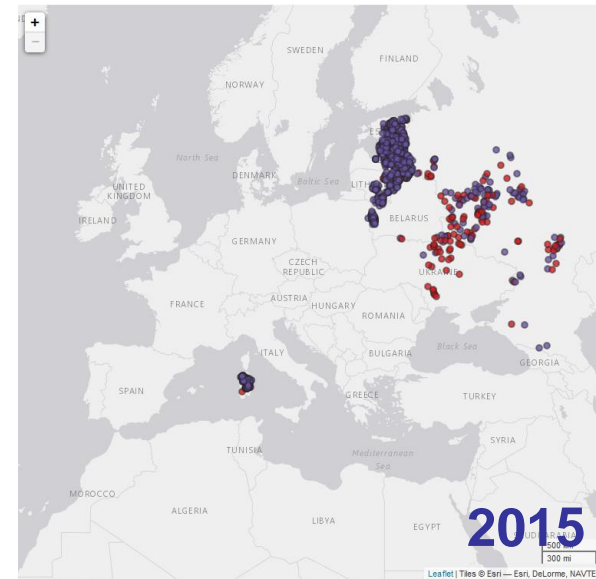 +
−
SWEDEN
FINLAND
NORWAY
North Sea
DENMARK
Baltic Sea
LITH
UNITED
KINGDOM
IRELAND
BELARUS
GERMANY
CZECH
REPUBLIC
UKRAINE
AUSTRIA
HUNGARY
FRANCE
ROMANIA
ITALY
BULGARIA
Black Sea
GEORGIA
SPAIN
GREECE
TURKEY
TUNISIA
Mediterranean
Sea
SYRIA
MOROCCO
ALGERIA
LIBYA
EGYPT
2015
500 km
300 mi
Leaflet | Tiles © Esri — Esri, DeLorme, NAVTE